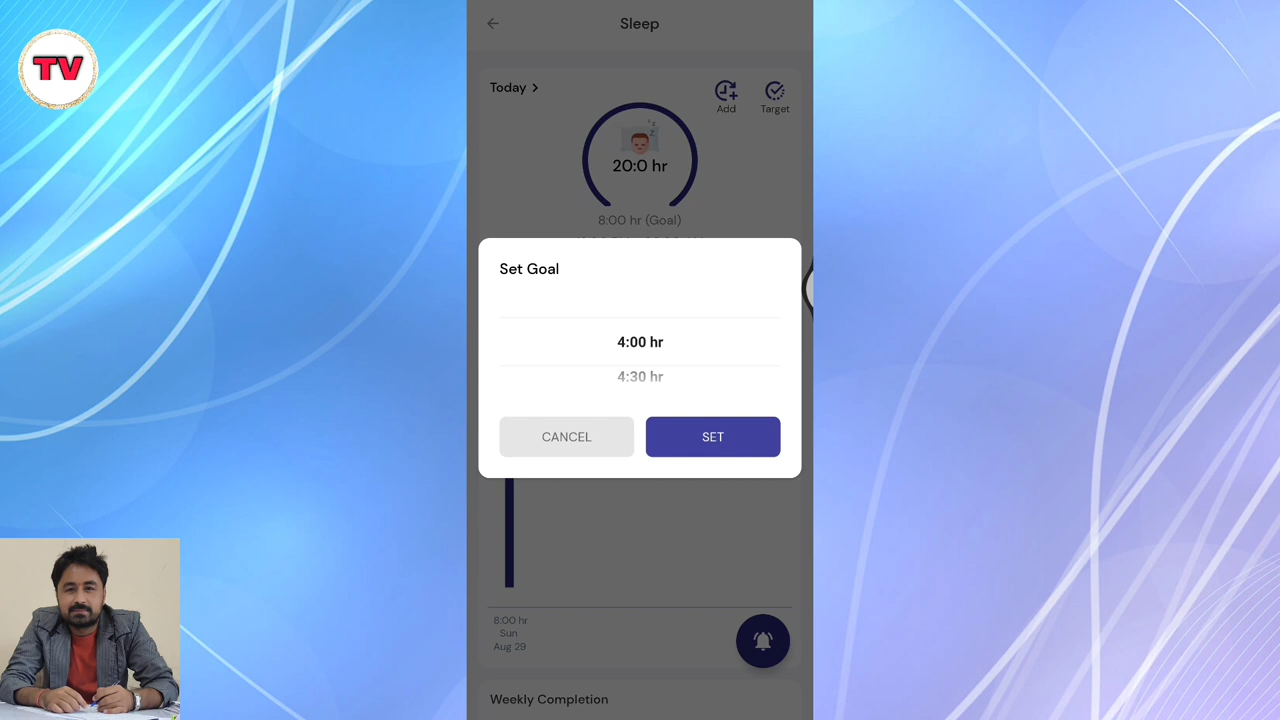 TV
Sleep
Today
Add
Target
z
z
20:0 hr
8:00 hr (Goal)
Set Goal
4:00 hr
4:30 hr
CANCEL
SET
8:00 hr
Sun
Aug 29
Weekly Completion